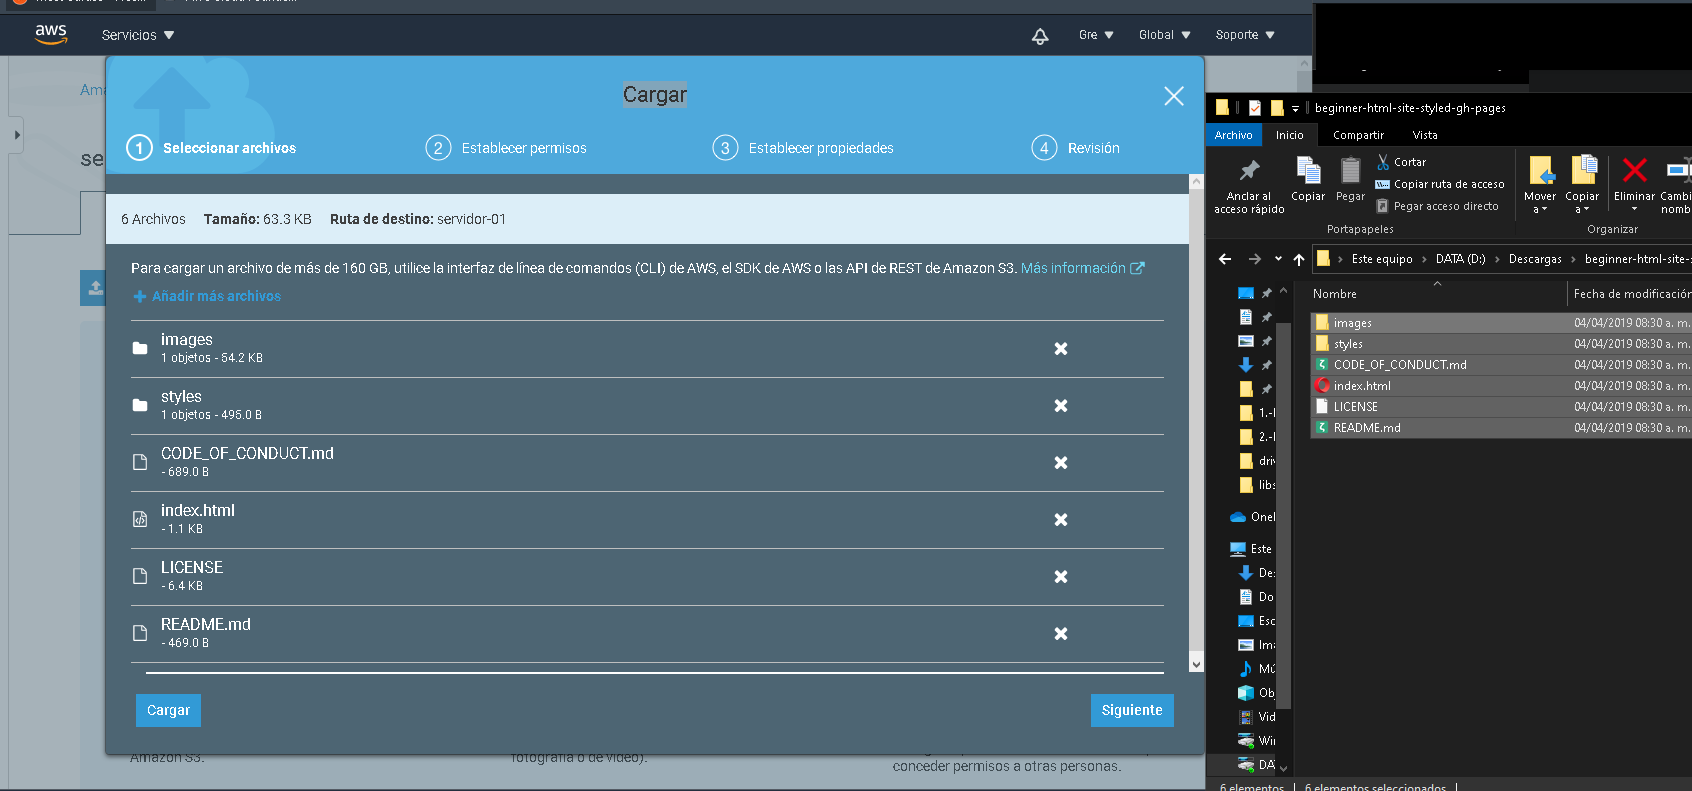 aws
Servicios
Gre
Global
Soporte
Ama
se
Cargar
1 Seleccionar archivos
2 Establecer permisos
3 Establecer propiedades
4 Revisión
6 Archivos Tamaño: 63.3 KB Ruta de destino: servidor-01
Para cargar un archivo de más de 160 GB, utilice la interfaz de línea de comandos (CLI) de AWS, el SDK de AWS o las API de REST de Amazon S3. Más información
Añadir más archivos
images
1 objetos - 54.2 KB
styles
1 objetos - 495.0 B
CODE_OF_CONDUCT.md
- 689.0 B
index.html
- 1.1 KB
LICENSE
- 6.4 KB
README.md
- 469.0 B
Cargar
Siguiente
Amazon S3.
fotografía o de video).
conceder permisos a otras personas.
beginner-html-site-styled-gh-pages
Archivo Inicio Compartir Vista
Anclar al
acceso rápido
Copiar
Pegar
Cortar
Copiar ruta de acceso
Pegar acceso directo
Portapapeles
Mover
a
Copiar
a
Eliminar
Cambi
nomb
Organizar
Este equipo > DATA (D:) > Descargas > beginner-html-site-
Nombre
Fecha de modificación
images 04/04/2019 08:30 a. m.
styles 04/04/2019 08:30 a. m.
CODE_OF_CONDUCT.md 04/04/2019 08:30 a. m.
index.html 04/04/2019 08:30 a. m.
LICENSE 04/04/2019 08:30 a. m.
README.md 04/04/2019 08:30 a. m.
1.-
2.-
driv
libs
OneI
Este
De
Do
Esc
Ima
Mú
Ob
Vid
Wi
DA
6 elementos
6 elementos seleccionados